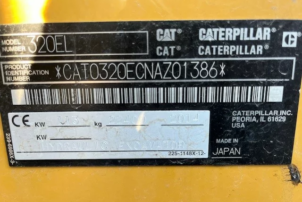 MODEL NUMBER 320EL CAT CATERPILLAR
CAT CATERPILLAR
PRODUCT IDENTIFICATION NUMBER *CAT0320ECNAZ01386*
CE KW kg
KW
CATERPILLAR INC.
PEORIA, IL 61629
MADE IN
JAPAN